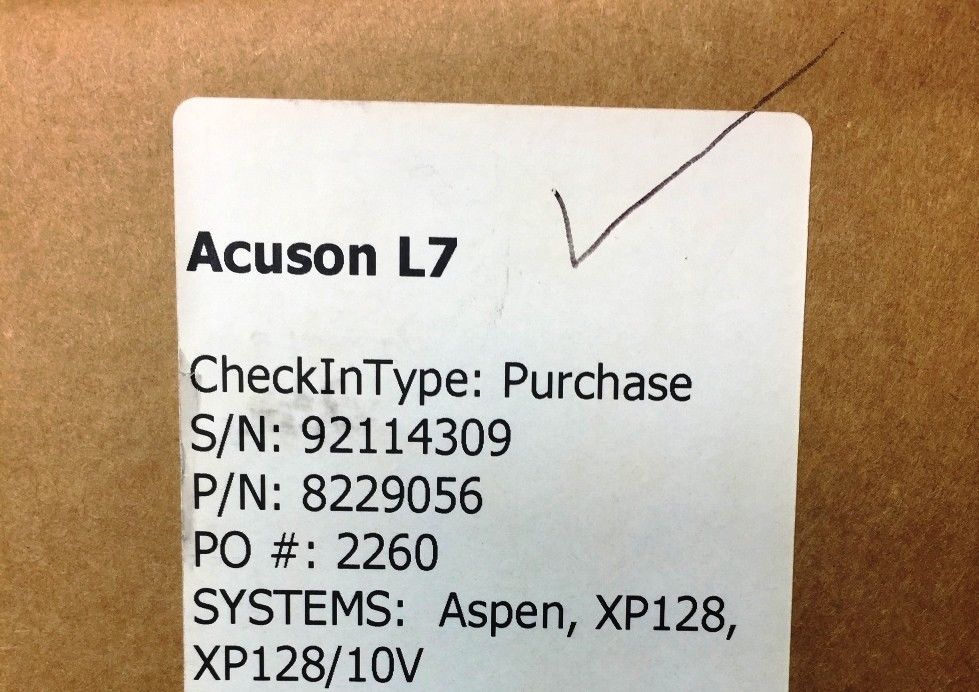 Acuson L7
CheckInType: Purchase
S/N: 92114309
P/N: 8229056
PO #: 2260
SYSTEMS: Aspen, XP128,
XP128/10V